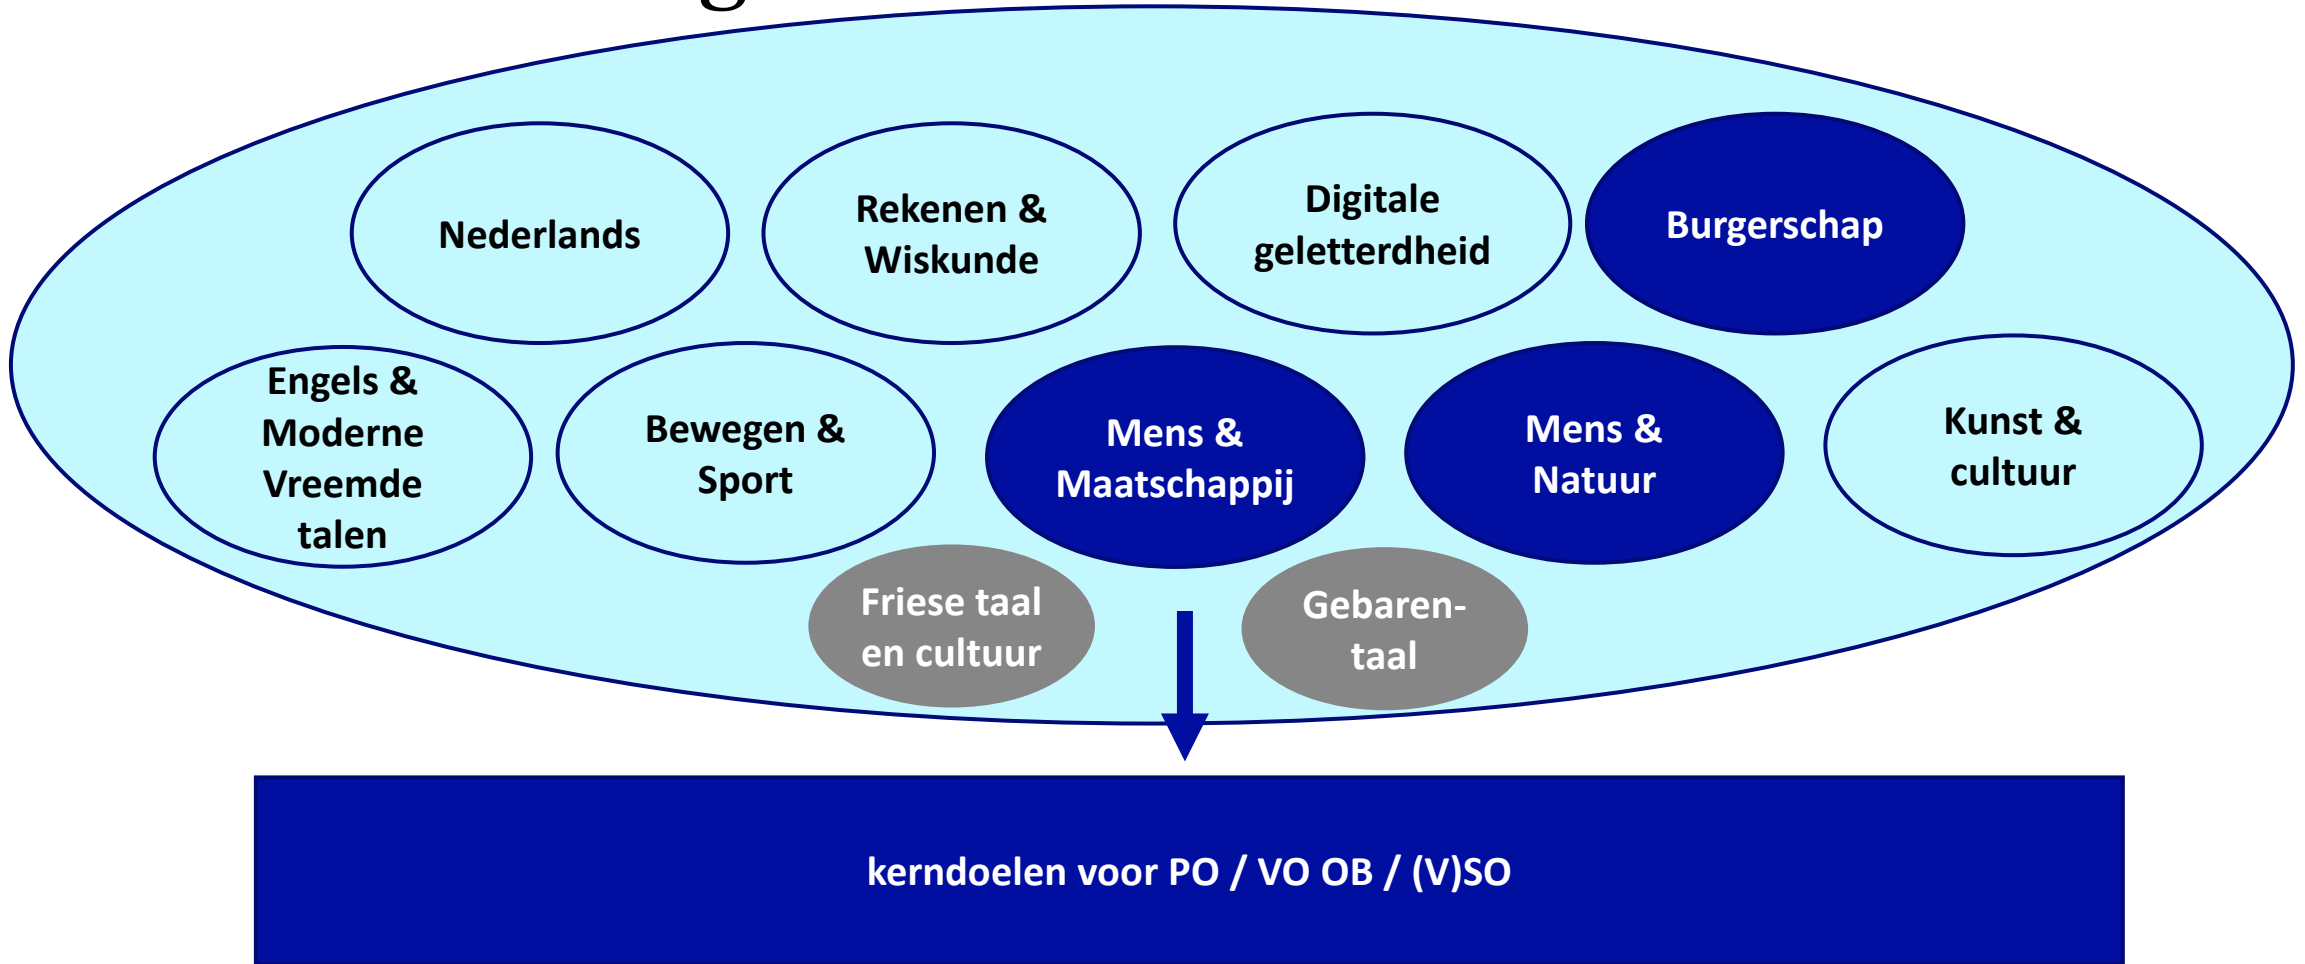 Nederlands
Rekenen &
Wiskunde
Digitale
geletterdheid
Burgerschap
Engels &
Moderne
Vreemde
talen
Bewegen &
Sport
Mens &
Maatschappij
Mens &
Natuur
Kunst &
cultuur
Friese taal
en cultuur
Gebaren-
taal
kerndoelen voor PO / VO OB / (V)SO